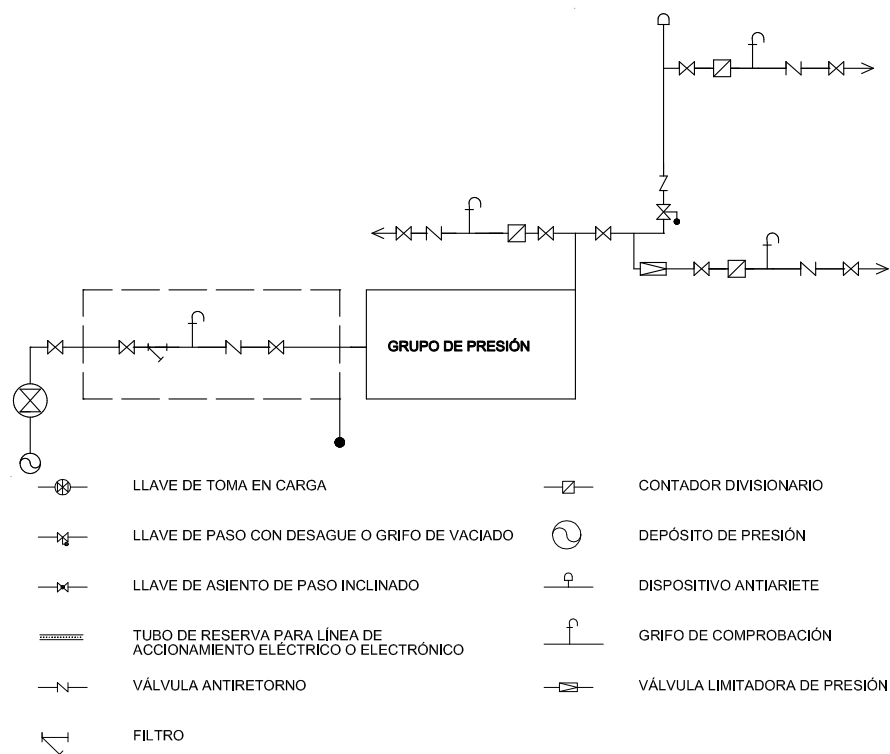 GRUPO DE PRESIÓN
LLAVE DE TOMA EN CARGA
LLAVE DE PASO CON DESAGUE O GRIFO DE VACIADO
LLAVE DE ASIENTO DE PASO INCLINADO
TUBO DE RESERVA PARA LÍNEA DE
ACCIONAMIENTO ELÉCTRICO O ELECTRÓNICO
VÁLVULA ANTIRETORNO
FILTRO
CONTADOR DIVISIONARIO
DEPÓSITO DE PRESIÓN
DISPOSITIVO ANTIARIETE
GRIFO DE COMPROBACIÓN
VÁLVULA LIMITADORA DE PRESIÓN